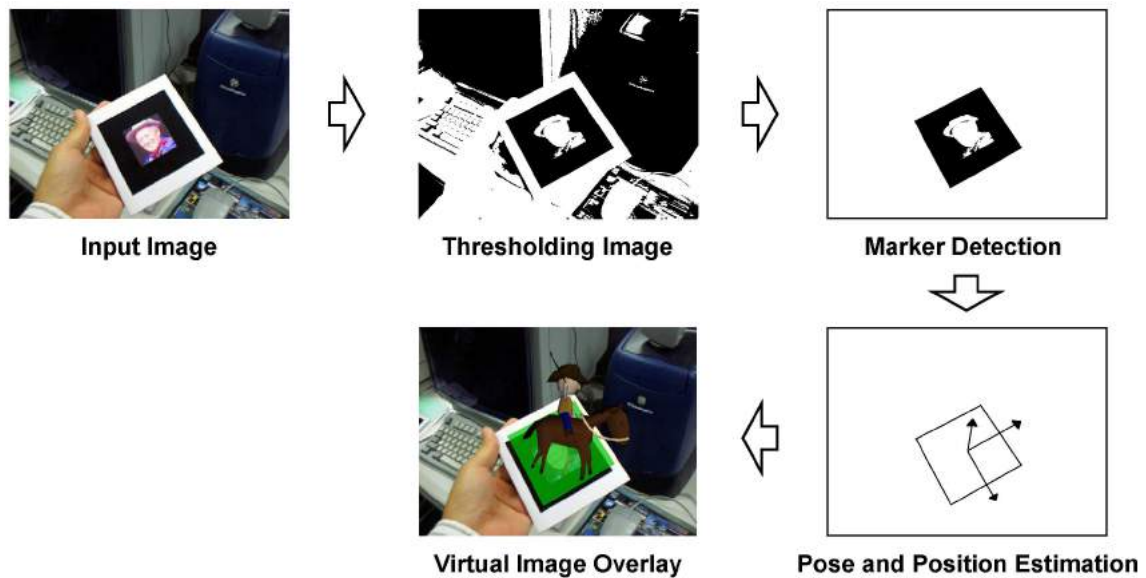 Input Image
Thresholding Image
Marker Detection
Virtual Image Overlay
Pose and Position Estimation